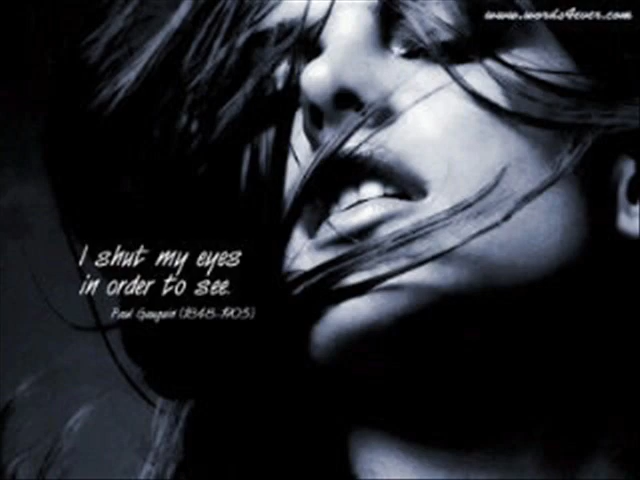 www.words4ever.com
I shut my eyes
in order to see.
Paul Gauguin (1848-1903)